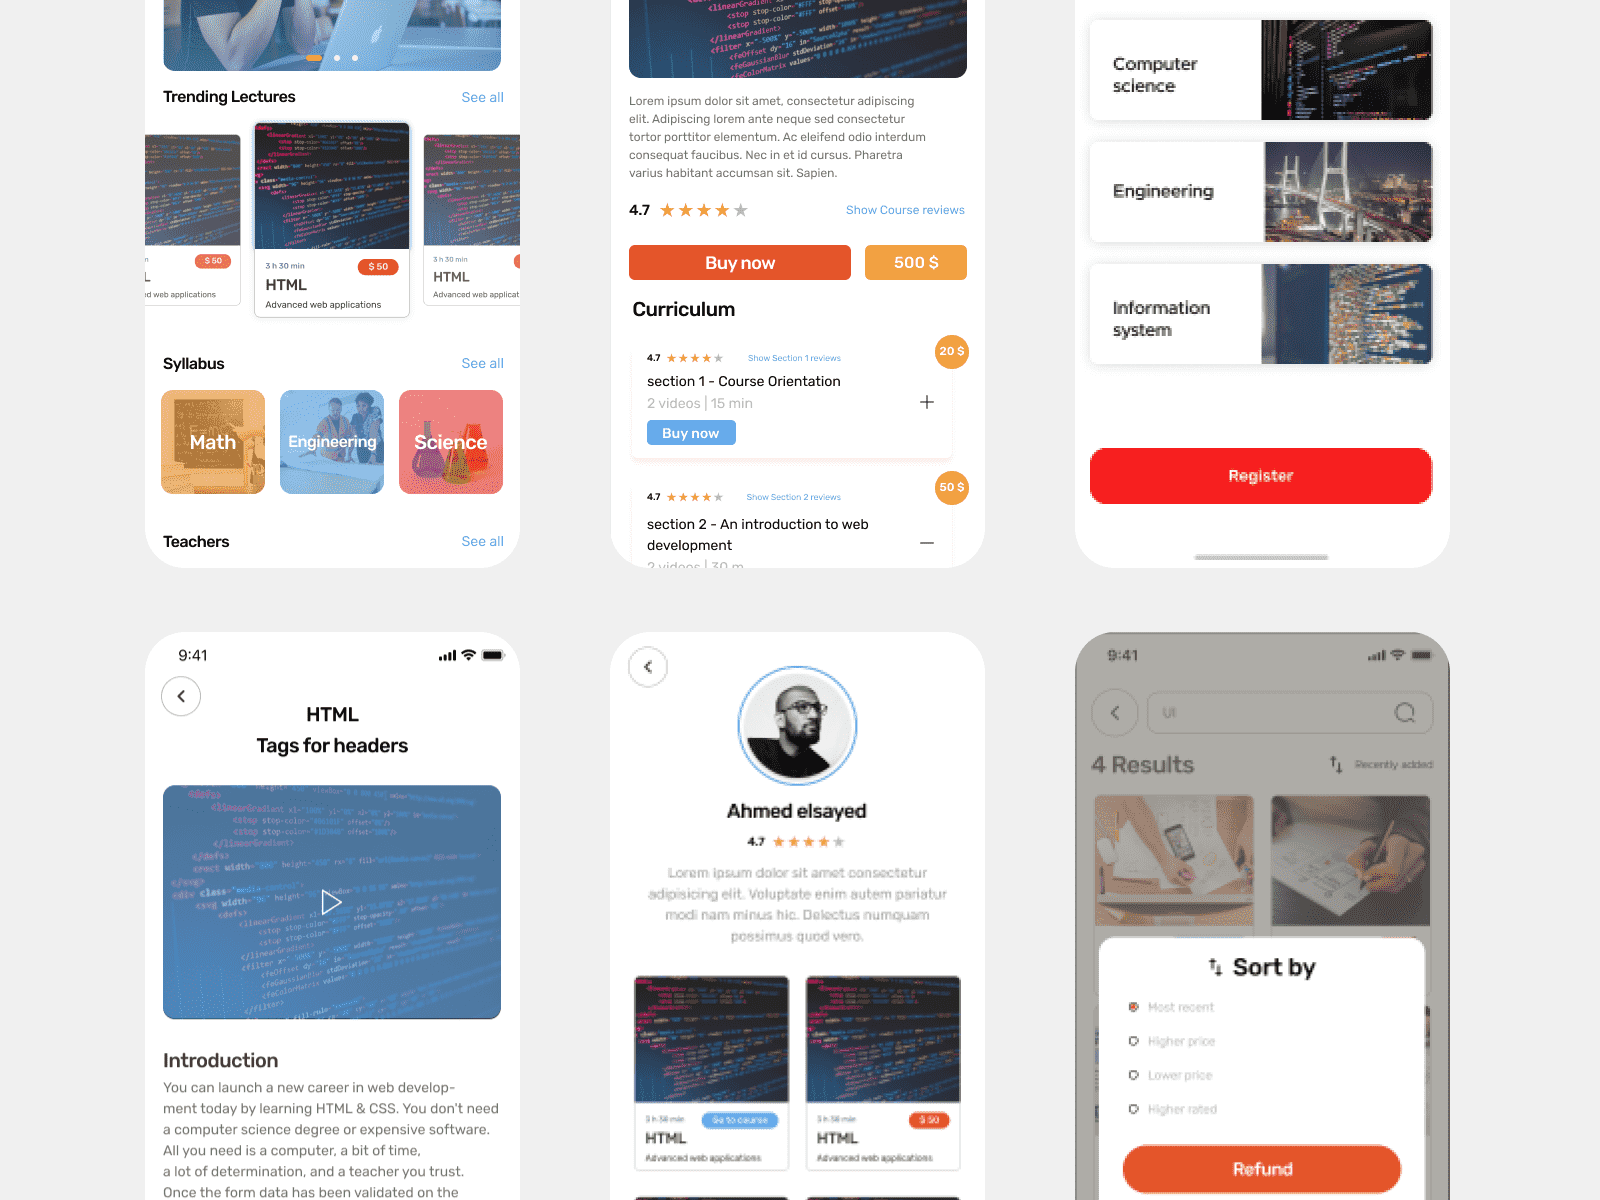 Trending Lectures
See all
$ 50
3 h 30 min
$ 50
HTML
HTML
Advanced web applications
3 h 30 min
HTML
Advanced web applicat
Syllabus
See all
Math
Engineering
Science
Teachers
See all
Lorem ipsum dolor sit amet, consectetur adipiscing
elit. Adipiscing lorem ante neque sed consectetur
tortor porttitor elementum. Ac eleifend odio interdum
consequat faucibus. Nec in et id cursus. Pharetra
varius habitant accumsan sit. Sapien.
4.7
Show Course reviews
Buy now
500 $
Curriculum
20 $
4.7
Show Section 1 reviews
section 1 - Course Orientation
2 videos | 15 min
Buy now
50 $
4.7
Show Section 2 reviews
section 2 - An introduction to web
development
2 videos | 30 m
Computer
science
Engineering
Information
system
Register
9:41
HTML
Tags for headers
Introduction
You can launch a new career in web develop-
ment today by learning HTML & CSS. You don't need
a computer science degree or expensive software.
All you need is a computer, a bit of time,
a lot of determination, and a teacher you trust.
Once the form data has been validated on the
Ahmed elsayed
4.7
Lorem ipsum dolor sit amet consectetur
adipisicing elit. Voluptate enim autem pariatur
modi nam minus hic. Delectus numquam
possimus quod vero.
3 h 30 min
Go to course
HTML
Advanced web applications
3 h 30 min
$ 50
HTML
Advanced web applications
9:41
UI
4 Results
Recently added
Sort by
Most recent
Higher price
Lower price
Higher rated
Refund